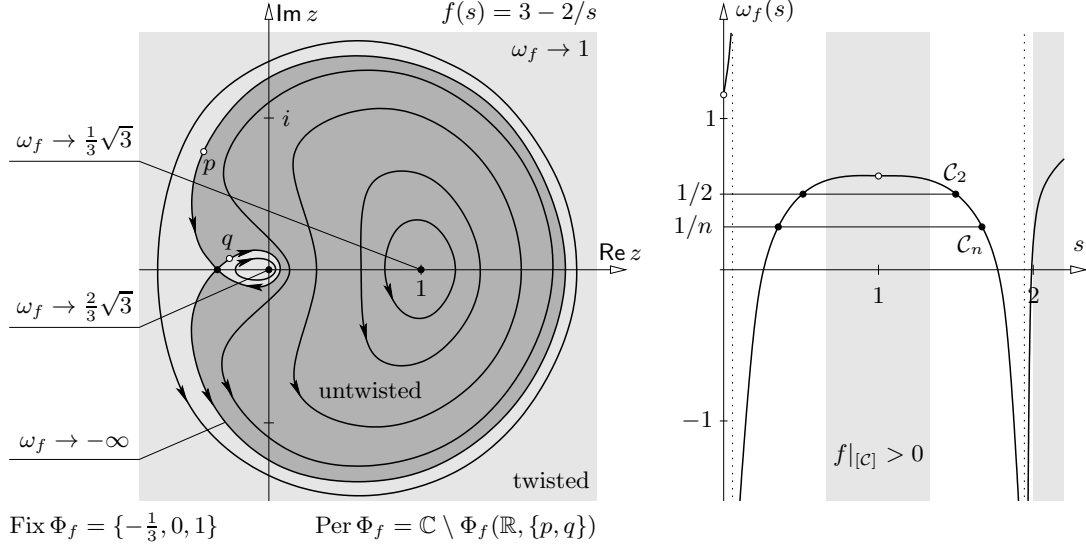 Im z
f(s) = 3 − 2/s
ω_f → 1
i
ω_f → 1/3 √3
p
q
Re z
1
ω_f → 2/3 √3
untwisted
ω_f → −∞
twisted
Fix Φ_f = {−1/3, 0, 1}
Per Φ_f = ℂ \ Φ_f(ℝ, {p, q})
ω_f(s)
1
𝒞_2
1/2
1/n
𝒞_n
s
1
2
−1
f|_[𝒞] > 0